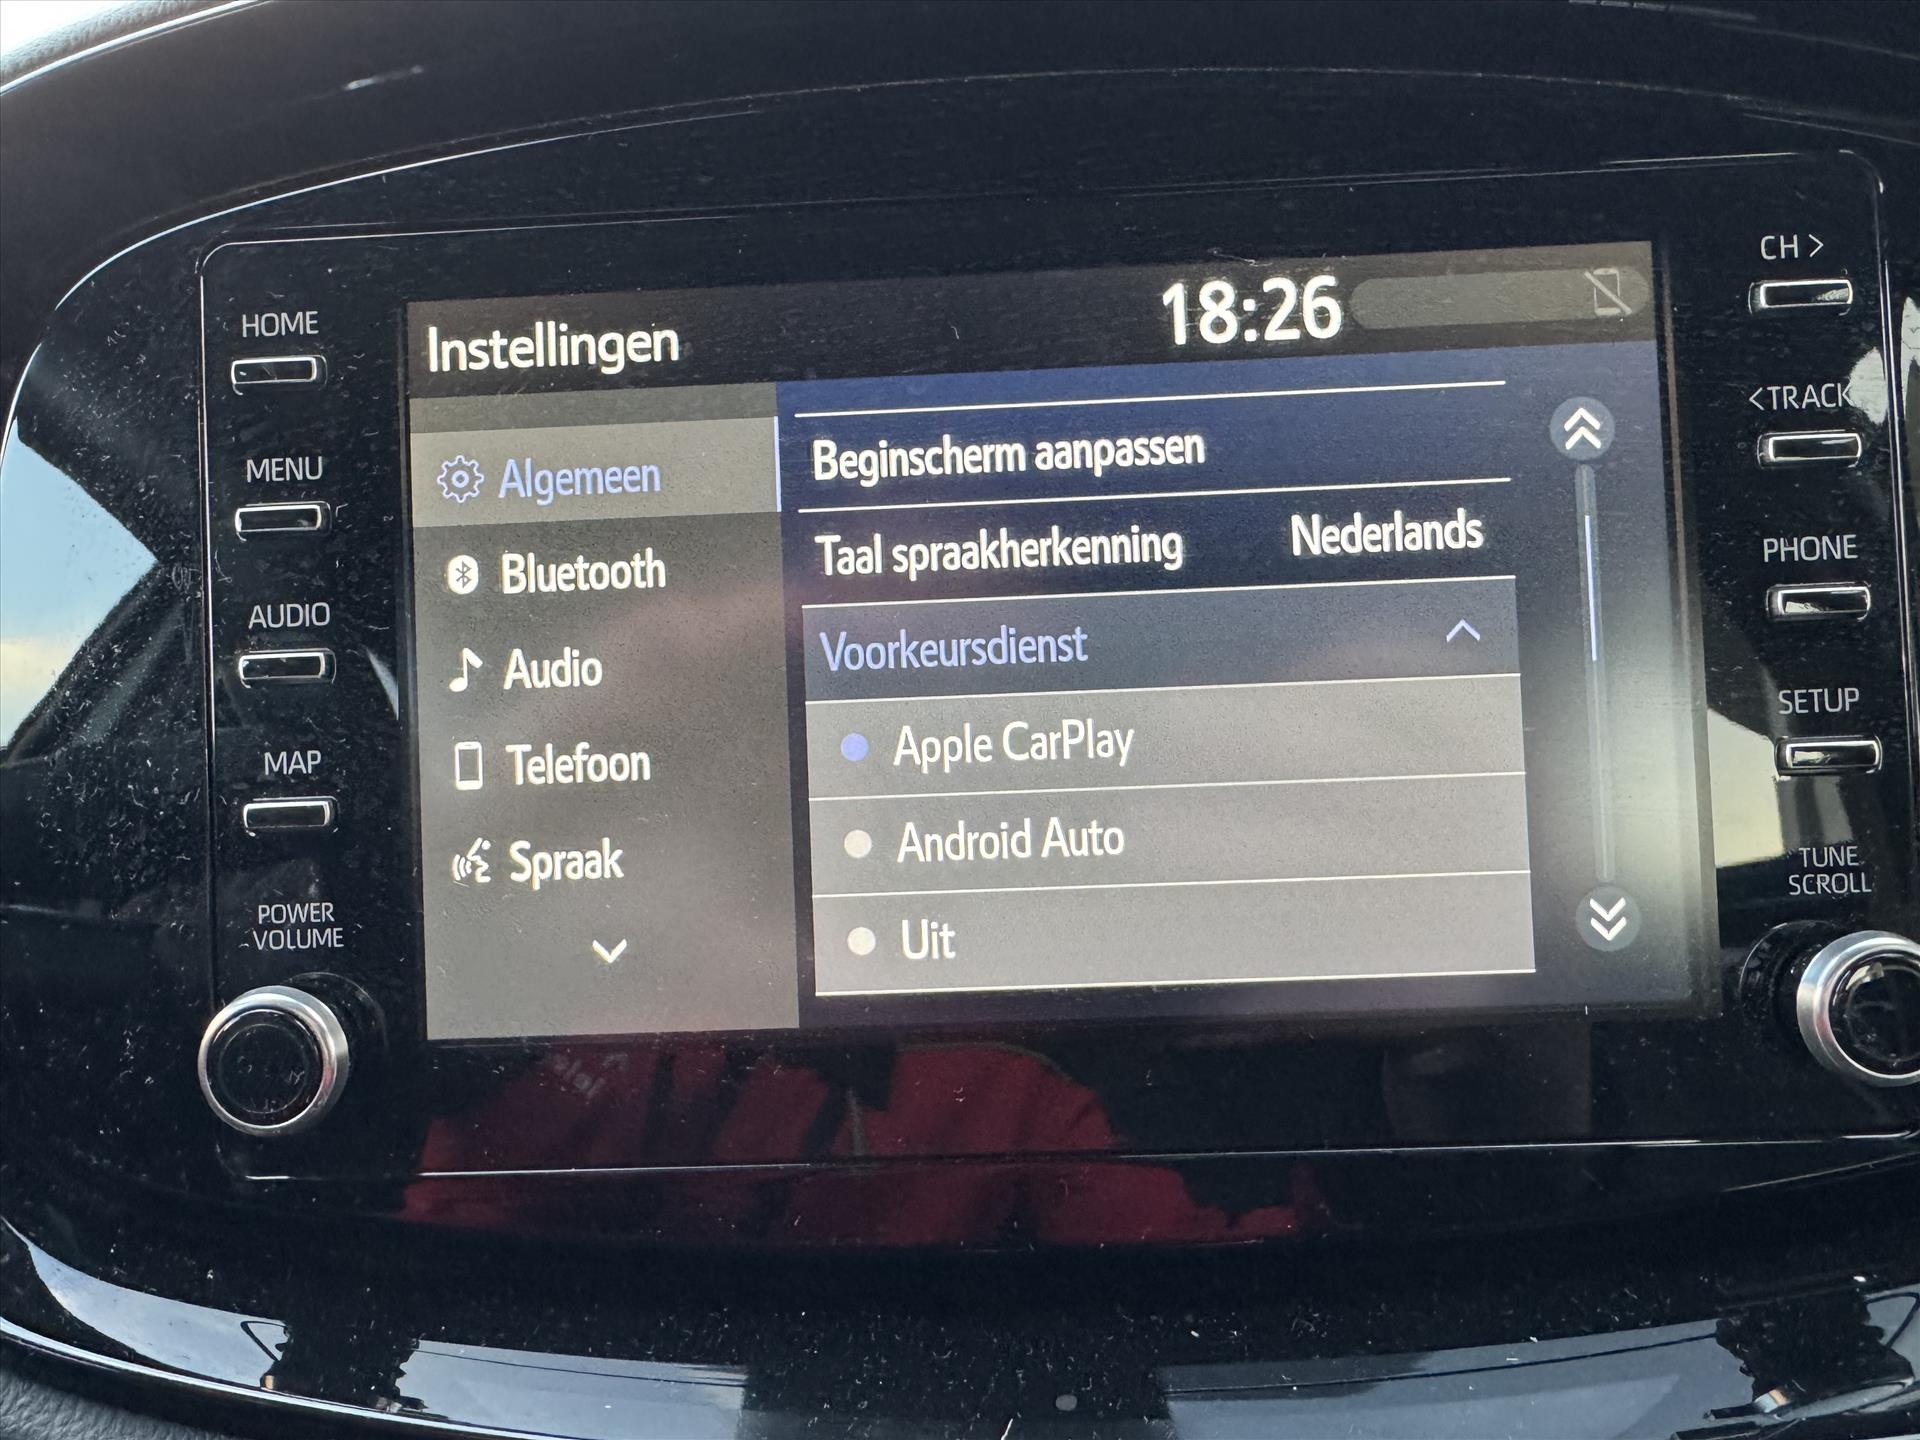 Instellingen
18:26
HOME
MENU
AUDIO
MAP
POWER
VOLUME
Algemeen
Bluetooth
Audio
Telefoon
Spraak
Beginscherm aanpassen
Taal spraakherkenning Nederlands
Voorkeursdienst
Apple CarPlay
Android Auto
Uit
CH >
<TRACK
PHONE
SETUP
TUNE
SCROLL